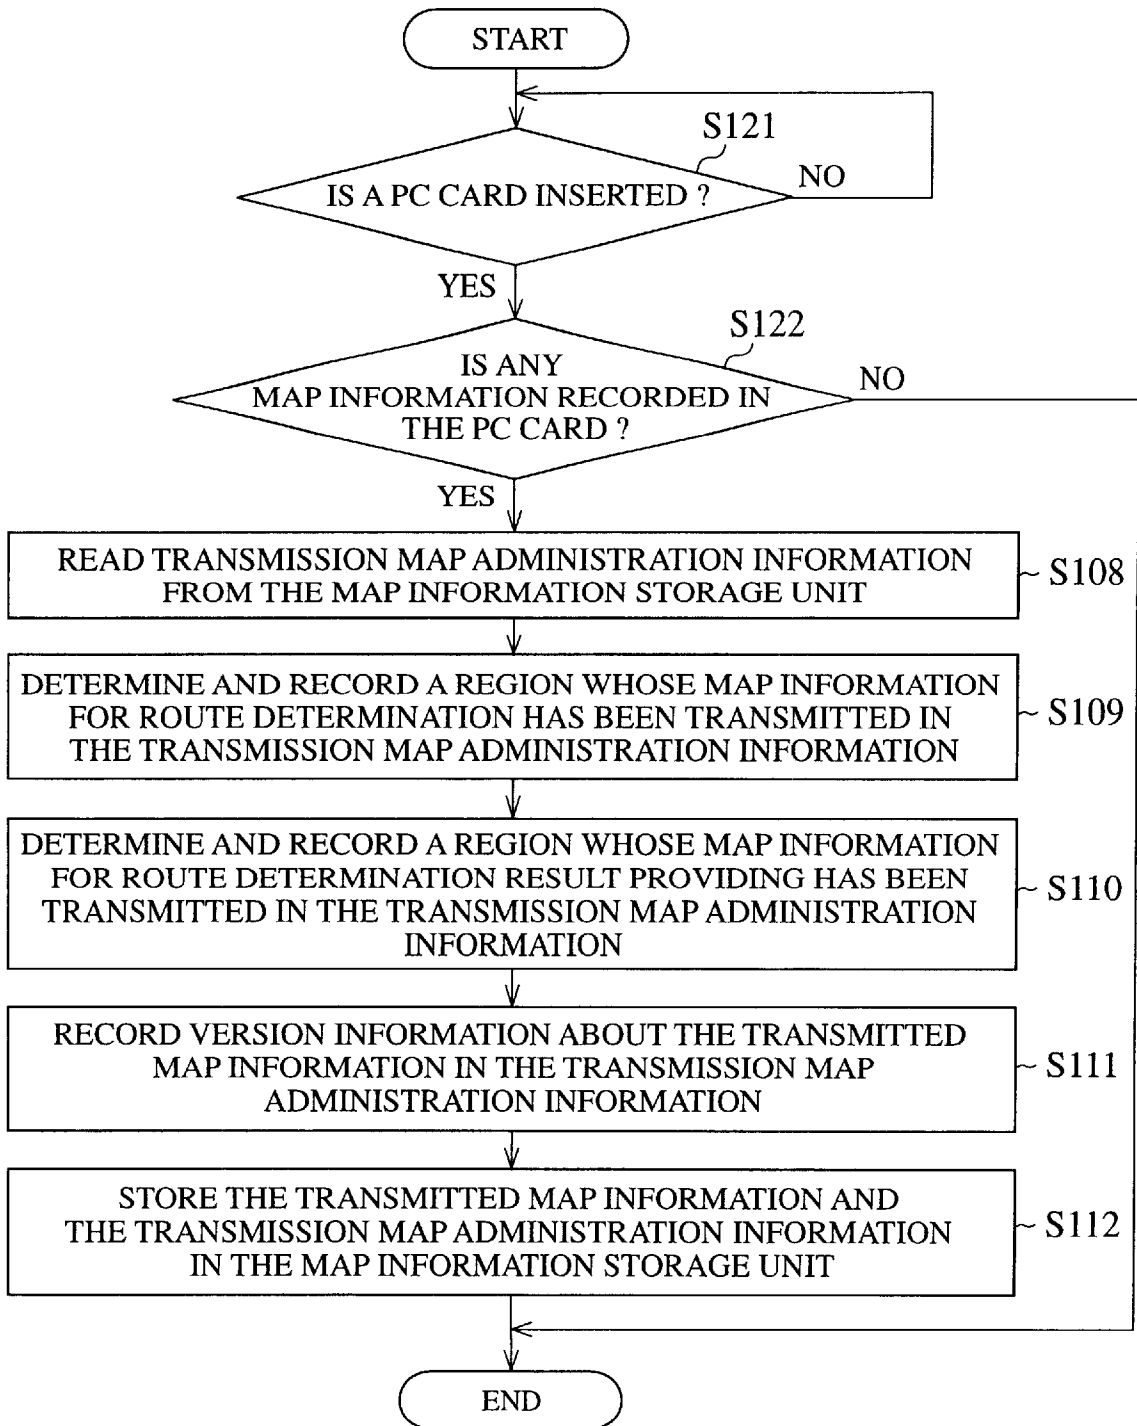 START
S121
IS A PC CARD INSERTED ?
NO
YES
S122
IS ANY
MAP INFORMATION RECORDED IN
THE PC CARD ?
NO
YES
READ TRANSMISSION MAP ADMINISTRATION INFORMATION
FROM THE MAP INFORMATION STORAGE UNIT
S108
DETERMINE AND RECORD A REGION WHOSE MAP INFORMATION
FOR ROUTE DETERMINATION HAS BEEN TRANSMITTED IN
THE TRANSMISSION MAP ADMINISTRATION INFORMATION
S109
DETERMINE AND RECORD A REGION WHOSE MAP INFORMATION
FOR ROUTE DETERMINATION RESULT PROVIDING HAS BEEN
TRANSMITTED IN THE TRANSMISSION MAP ADMINISTRATION
INFORMATION
S110
RECORD VERSION INFORMATION ABOUT THE TRANSMITTED
MAP INFORMATION IN THE TRANSMISSION MAP
ADMINISTRATION INFORMATION
S111
STORE THE TRANSMITTED MAP INFORMATION AND
THE TRANSMISSION MAP ADMINISTRATION INFORMATION
IN THE MAP INFORMATION STORAGE UNIT
S112
END